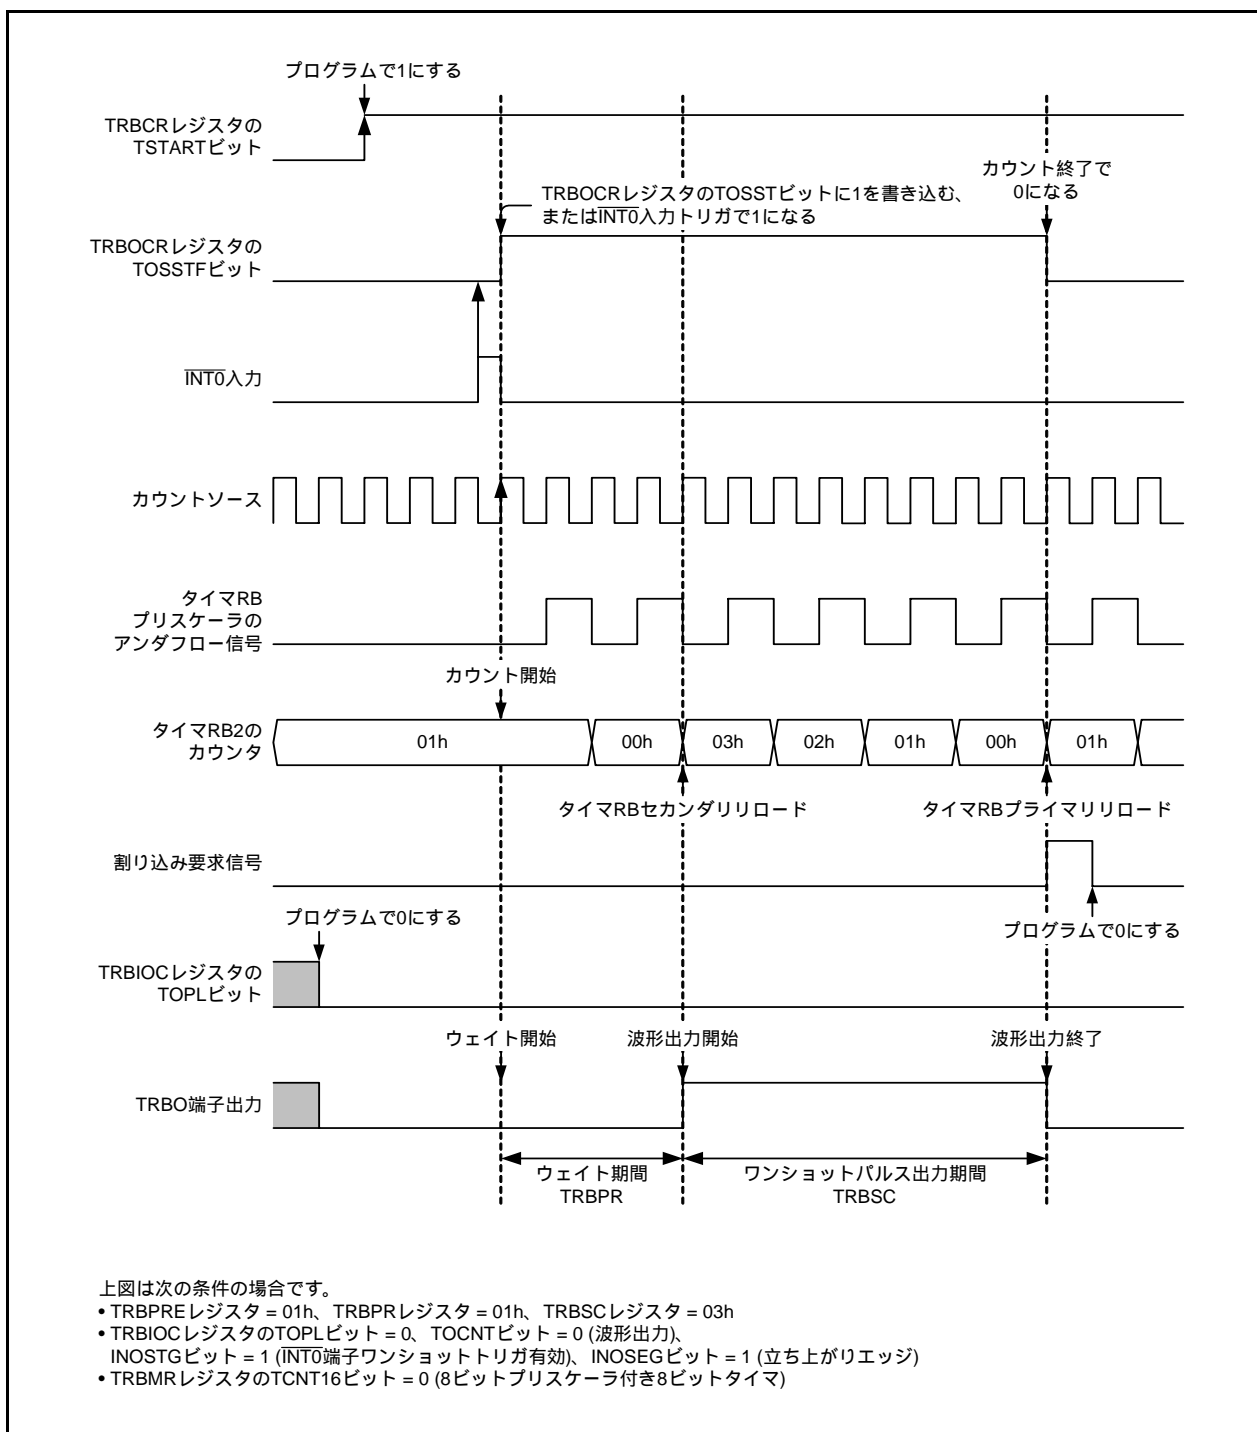 プログラムで1にする
TRBCRレジスタの
TSTARTビット
TRBOCRレジスタのTOSSTビットに1を書き込む、
またはINT0入力トリガで1になる
カウント終了で
0になる
TRBOCRレジスタの
TOSSTFビット
INT0入力
カウントソース
タイマRB
プリスケーラの
アンダフロー信号
カウント開始
タイマRB2の
カウンタ
01h
00h
03h
02h
01h
00h
01h
タイマRBセカンダリリロード
タイマRBプライマリリロード
割り込み要求信号
プログラムで0にする
プログラムで0にする
TRBIOCレジスタの
TOPLビット
ウェイト開始
波形出力開始
波形出力終了
TRBO端子出力
ウェイト期間
TRBPR
ワンショットパルス出力期間
TRBSC
上図は次の条件の場合です。
• TRBPREレジスタ = 01h、TRBPRレジスタ = 01h、TRBSCレジスタ = 03h
• TRBIOCレジスタのTOPLビット = 0、TOCNTビット = 0 (波形出力)、
INOSTGビット = 1 (INT0端子ワンショットトリガ有効)、INOSEGビット = 1 (立ち上がりエッジ)
• TRBMRレジスタのTCNT16ビット = 0 (8ビットプリスケーラ付き8ビットタイマ)